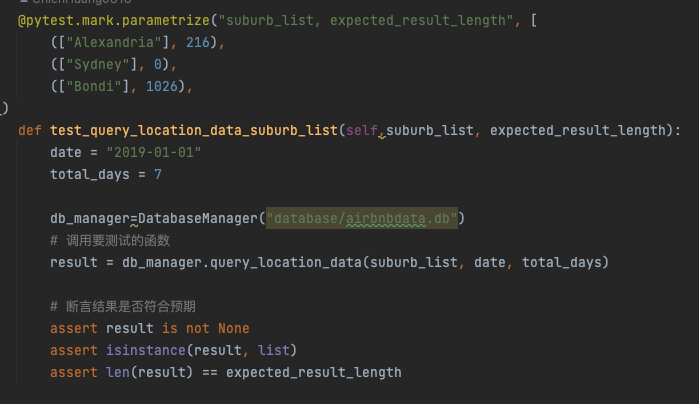 @pytest.mark.parametrize("suburb_list, expected_result_length", [
(["Alexandria"], 216),
(["Sydney"], 0),
(["Bondi"], 1026),
)
def test_query_location_data_suburb_list(self,suburb_list, expected_result_length):
date = "2019-01-01"
total_days = 7
db_manager=DatabaseManager("database/airbnbdata.db")
# 调用要测试的函数
result = db_manager.query_location_data(suburb_list, date, total_days)
# 断言结果是否符合预期
assert result is not None
assert isinstance(result, list)
assert len(result) == expected_result_length